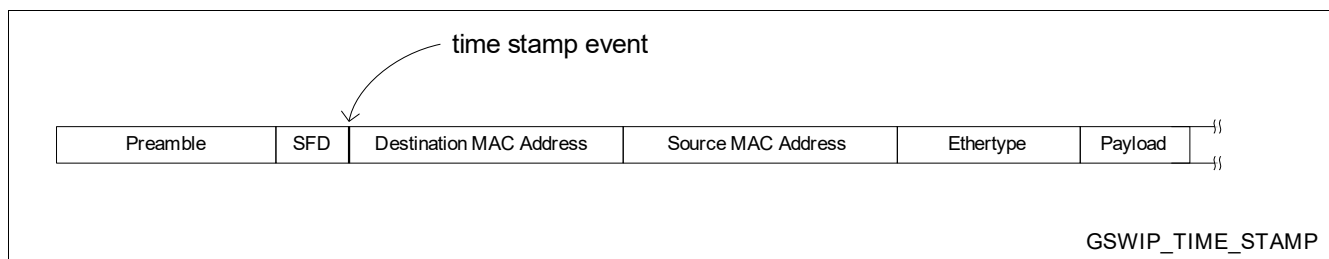 time stamp event
Preamble SFD Destination MAC Address Source MAC Address Ethertype Payload
GSWIP_TIME_STAMP